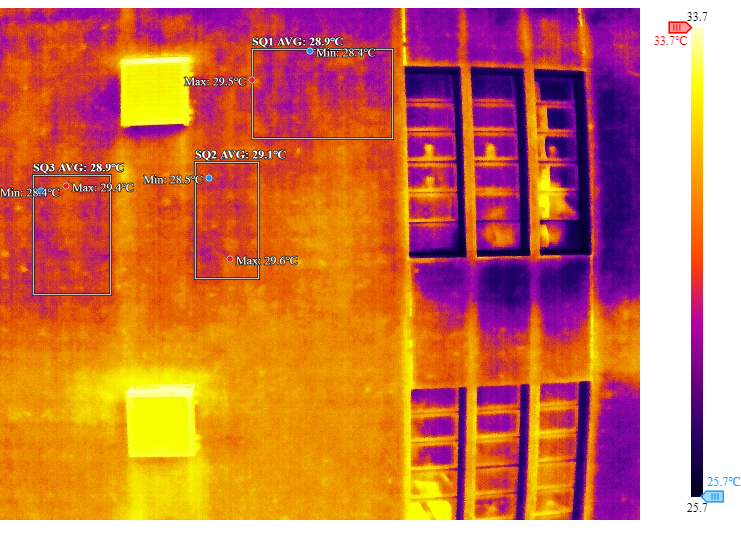 33.7
33.7℃
SQ1 AVG: 28.9℃
Min: 28.4℃
Max: 29.5℃
SQ2 AVG: 29.1℃
Min: 28.5℃
Max: 29.6℃
SQ3 AVG: 28.9℃
Min: 28.4℃
Max: 29.4℃
25.7℃
25.7